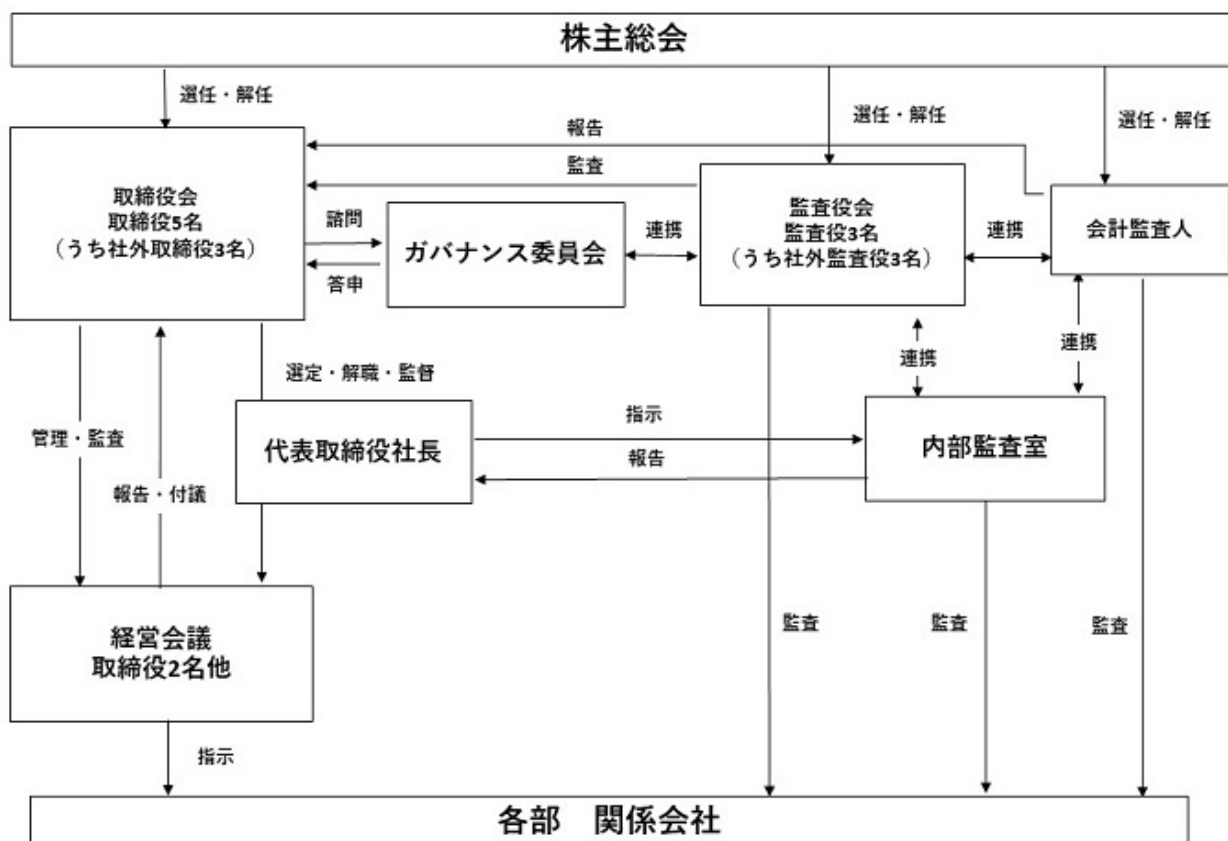 株主総会
選任・解任
選任・解任
選任・解任
報告
監査
取締役会
取締役5名
（うち社外取締役3名）
諮問
答申
ガバナンス委員会
連携
監査役会
監査役3名
（うち社外監査役3名）
連携
会計監査人
連携
連携
選定・解職・監督
管理・監査
報告・付議
代表取締役社長
指示
報告
内部監査室
経営会議
取締役2名他
監査
監査
監査
指示
各部　関係会社